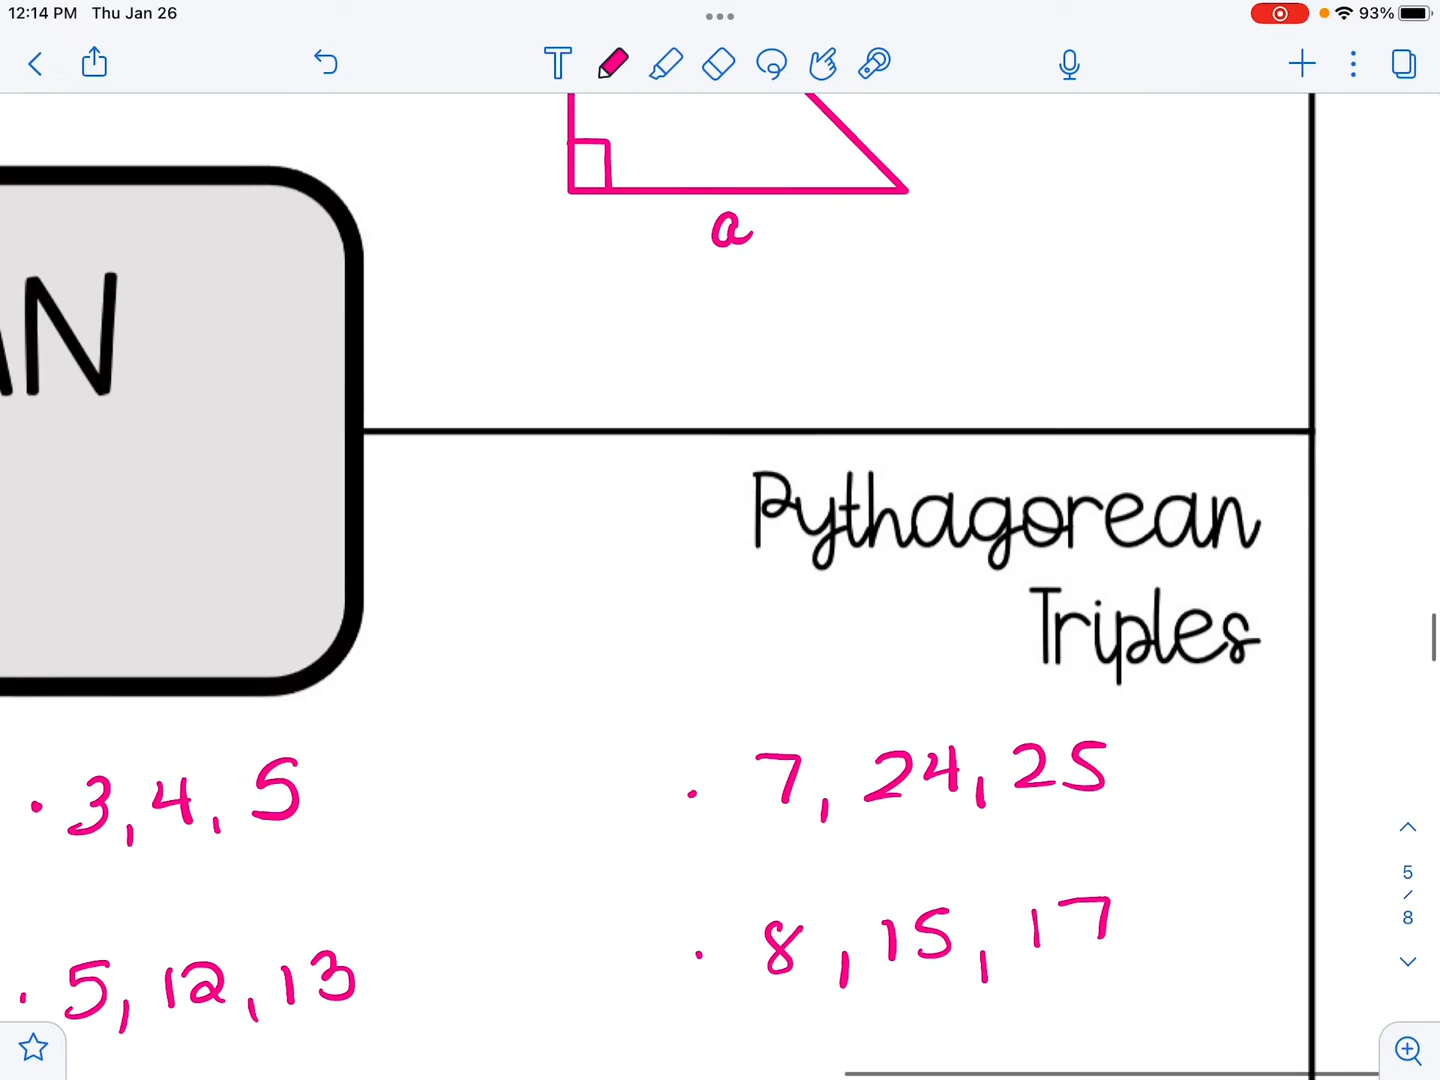 12:14 PM Thu Jan 26
93%
T
a
AN
Pythagorean
Triples
• 3, 4, 5
• 7, 24, 25
• 5, 12, 13
• 8, 15, 17
5
/
8